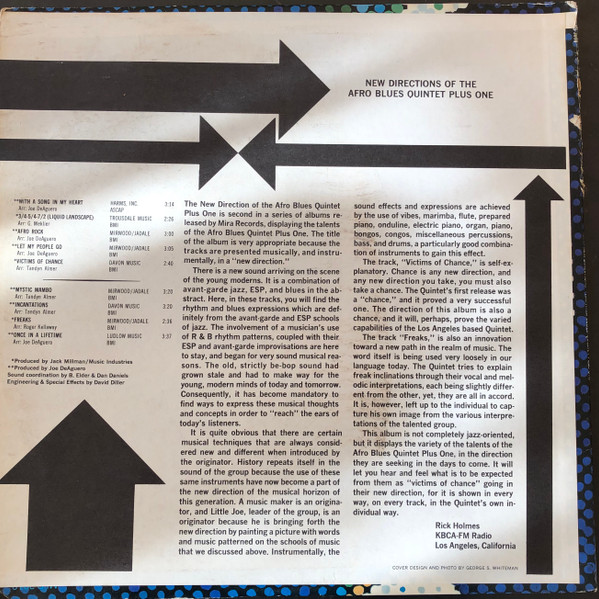 NEW DIRECTIONS OF THE
AFRO BLUES QUINTET PLUS ONE
**WITH A SONG IN MY HEART HARMS, INC. 3:14
Arr: Joe DeAguero ASCAP
*3/4-5/4-7/2 (LIQUID LANDSCAPE) TROUSDALE MUSIC 2:26
Arr: G. BMI
**AFRO ROCK MIRWOOD/JADALE 3:00
Arr: Joe DeAguero BMI
**LET MY PEOPLE GO MIRWOOD/JADALE 3:05
Arr: Joe DeAguero BMI
*VICTIMS OF CHANCE DAVON MUSIC 2:40
Arr: Tandyn Almer BMI
**MYSTIC MAMBO MIRWOOD/JADALE 3:20
Arr: Tandyn Almer BMI
**INCANTATIONS DAVON MUSIC 3:20
Arr: Tandyn Almer BMI
*FREAKS MIRWOOD/JADALE 2:36
Arr: Roger Kellaway BMI
**ONCE IN A LIFETIME LUDLOW MUSIC 3:37
Arr: Joe DeAguero BMI
*Produced by Jack Millman/Music Industries
**Produced by Joe DeAguero
Sound coordination by R. Elder & Dan Daniels
Engineering & Special Effects by David Diller
The New Direction of the Afro Blues Quintet
Plus One is second in a series of albums re-
leased by Mira Records, displaying the talents
of the Afro Blues Quintet Plus One. The title
of the album is very appropriate because the
tracks are presented musically, and instru-
mentally, in a "new direction."
There is a new sound arriving on the scene
of the young moderns. It is a combination of
avant-garde jazz, ESP, and blues in the ab-
stract. Here, in these tracks, you will find the
rhythm and blues expressions which are de-
finitely from the avant-garde and ESP schools
of jazz. The involvement of a musician's use
of R & B rhythm patterns, coupled with their
ESP and avant-garde improvisations are here
to stay, and began for very sound musical rea-
sons. The old, strictly be-bop sound had
grown stale and had to make way for the
young, modern minds of today and tomorrow.
Consequently, it has become mandatory to
find ways to express these musical thoughts
and concepts in order to "reach" the ears of
today's listeners.
It is quite obvious that there are certain
musical techniques that are always consid-
ered new and different when introduced by
the originator. History repeats itself in the
sound of the group because the use of these
same instruments have now become a part of
the new direction of the musical horizon of
this generation. A music maker is an origina-
tor, and Little Joe, leader of the group, is an
originator because he is bringing forth the
new direction by painting a picture with words
and music patterned on the schools of music
that we discussed above. Instrumentally, the
sound effects and expressions are achieved
by the use of vibes, marimba, flute, prepared
piano, onduline, electric piano, organ, piano,
bongos, congos, miscellaneous percussions,
bass, and drums, a particularly good combina-
tion of instruments to gain this effect.
The track, "Victims of Chance," is self-ex-
planatory. Chance is any new direction, and
any new direction you take, you must also
take a chance. The Quintet's first release was
a "chance," and it proved a very successful
one. The direction of this album is also a
chance, and it will, perhaps, prove the varied
capabilities of the Los Angeles based Quintet.
The track "Freaks," is also an innovation
toward a new path in the realm of music. The
word itself is being used very loosely in our
language today. The Quintet tries to explain
freak inclinations through their vocal and mel-
odic interpretations, each being slightly differ-
ent from the other, yet, they are all in accord.
It is, however, left up to the individual to cap-
ture his own image from the various interpre-
tations of the talented group.
This album is not completely jazz-oriented,
but it displays the variety of the talents of the
Afro Blues Quintet Plus One, in the direction
they are seeking in the days to come. It will
let you hear and feel what is to be expected
from them as "victims of chance" going in
their new direction, for it is shown in every
way, on every track, in the Quintet's own in-
dividual way.
Rick Holmes
KBCA-FM Radio
Los Angeles, California
COVER DESIGN AND PHOTO BY GEORGE S. WHITEMAN